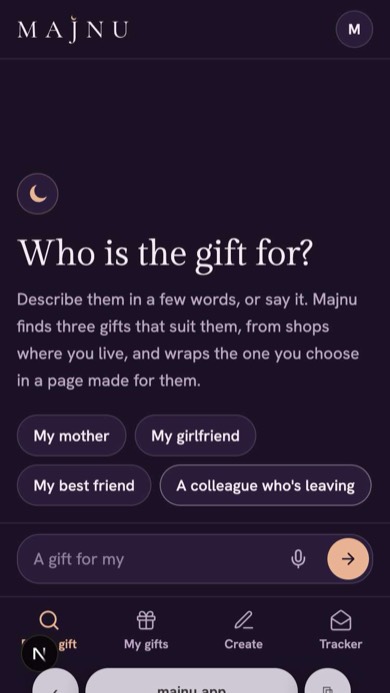 MAJNU
M
Who is the gift for?
Describe them in a few words, or say it. Majnu
finds three gifts that suit them, from shops
where you live, and wraps the one you choose
in a page made for them.
My mother
My girlfriend
My best friend
A colleague who's leaving
A gift for my
gift
My gifts
Create
Tracker
N